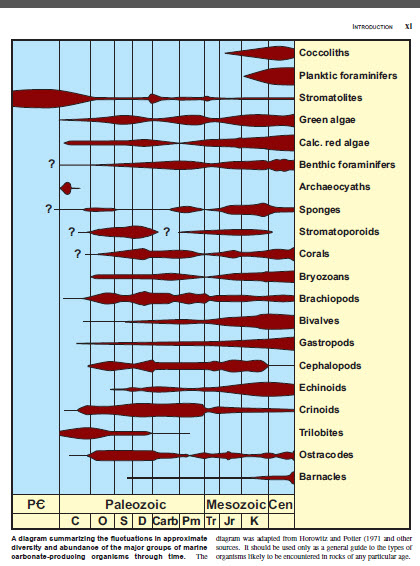 INTRODUCTION xi
Coccoliths
Planktic foraminifers
Stromatolites
Green algae
Calc. red algae
? Benthic foraminifers
Archaeocyaths
? Sponges
? ? Stromatoporoids
? Corals
Bryozoans
Brachiopods
Bivalves
Gastropods
Cephalopods
Echinoids
Crinoids
Trilobites
Ostracodes
Barnacles
PЄ Paleozoic Mesozoic Cen
C O S D Carb Pm Tr Jr K
A diagram summarizing the fluctuations in approximate
diversity and abundance of the major groups of marine
carbonate-producing organisms through time. The
diagram was adapted from Horowitz and Potter (1971 and other
sources. It should be used only as a general guide to the types of
organisms likely to be encountered in rocks of any particular age.